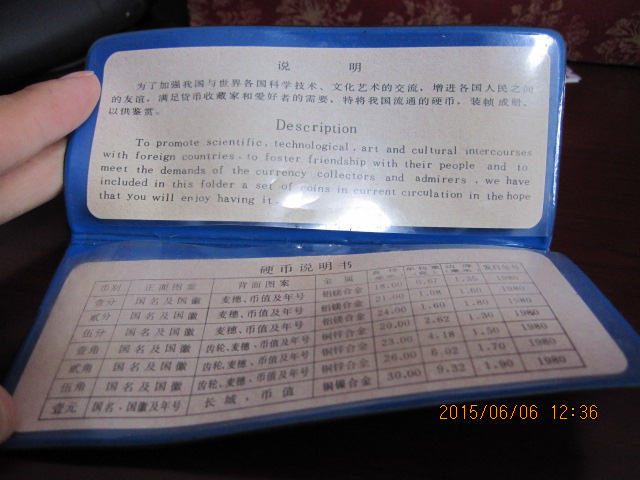 说 明
为了加强我国与世界各国科学技术、文化艺术的交流，增进各国人民之间
的友谊，满足货币收藏家和爱好者的需要，特将我国流通的硬币，装帧成册，
以供鉴赏。
Description
To promote scientific, technological, art and cultural intercourses
with foreign countries, to foster friendship with their people and to
meet the demands of the currency collectors and admirers, we have
included in this folder a set of coins in current circulation in the hope
that you will enjoy having it.
硬币说明书
币别 正面图案 背面图案 金属 直径毫米 单枚重克 边厚毫米 发行年号
壹分 国名及国徽 麦穗、币值及年号 铝镁合金 18.00 0.67 1.35 1980
贰分 国名及国徽 麦穗、币值及年号 铝镁合金 21.00 1.08 1.60 1980
伍分 国名及国徽 麦穗、币值及年号 铝镁合金 24.00 1.60 1.80 1980
壹角 国名及国徽 齿轮、麦穗、币值及年号 铜锌合金 20.00 2.62 1.30 1980
贰角 国名及国徽 齿轮、麦穗、币值及年号 铜锌合金 23.00 4.18 1.50 1980
伍角 国名及国徽 齿轮、麦穗、币值及年号 铜锌合金 26.00 6.02 1.70 1980
壹元 国名、国徽及年号 长城、币值 铜镍合金 30.00 9.32 1.90 1980
2015/06/06 12:36